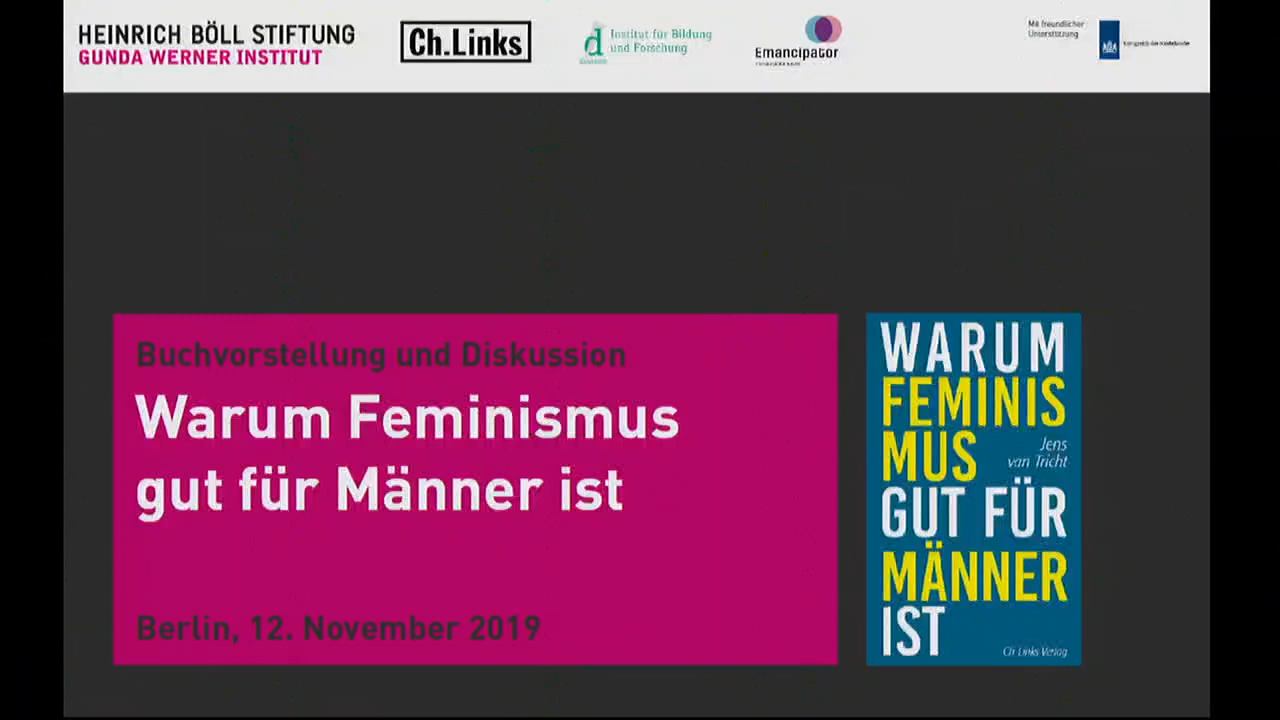 HEINRICH BÖLL STIFTUNG
GUNDA WERNER INSTITUT
Ch.Links
Institut für Bildung
und Forschung
Emancipator
Mit freundlicher
Unterstützung
Buchvorstellung und Diskussion
Warum Feminismus
gut für Männer ist
Berlin, 12. November 2019
WARUM
FEMINIS
MUS
Jens
van Tricht
GUT FÜR
MÄNNER
IST
Ch. Links Verlag